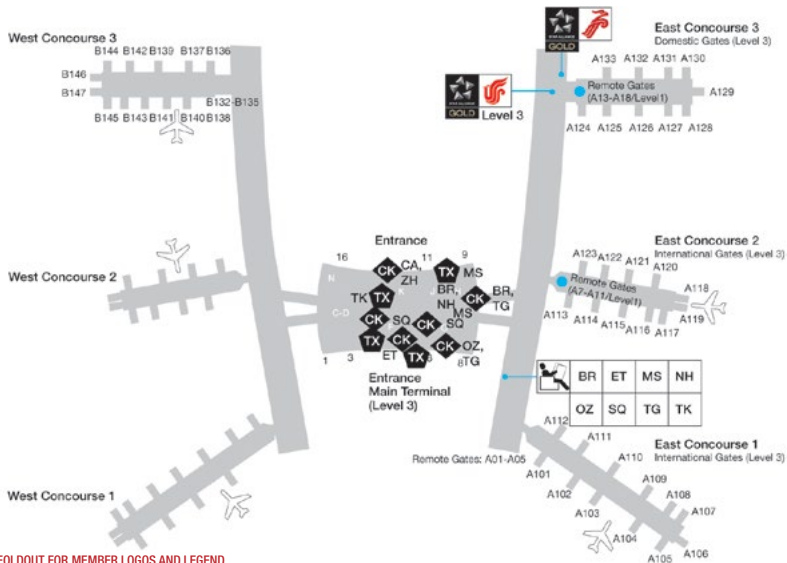 West Concourse 3
B144 B142 B139 B137 B136
B146
B147
B132-B135
B145 B143 B141 B140 B138
STAR ALLIANCE
GOLD
STAR ALLIANCE
GOLD
Level 3
East Concourse 3
Domestic Gates (Level 3)
A133 A132 A131 A130
Remote Gates
(A13-A18/Level1)
A129
A124 A125 A126 A127 A128
West Concourse 2
Entrance
16 11 9
N
CK CA,
ZH
TX MS
K
J
TK TX
BR,
NH
MS
CK BR,
TG
C-D
CK SQ
CK SQ
TX
CK
ET
TX
CK OZ,
TG
1 3 8
Entrance
Main Terminal
(Level 3)
East Concourse 2
International Gates (Level 3)
A123 A122 A121 A120
Remote Gates
(A7-A11/Level1)
A118
A119
A113 A114 A115 A116 A117
BR ET MS NH
OZ SQ TG TK
West Concourse 1
East Concourse 1
International Gates (Level 3)
Remote Gates: A01-A05
A112
A111
A110
A109
A108
A107
A106
A101
A102
A103
A104
A105
FOLDOUT FOR MEMBER LOGOS AND LEGEND